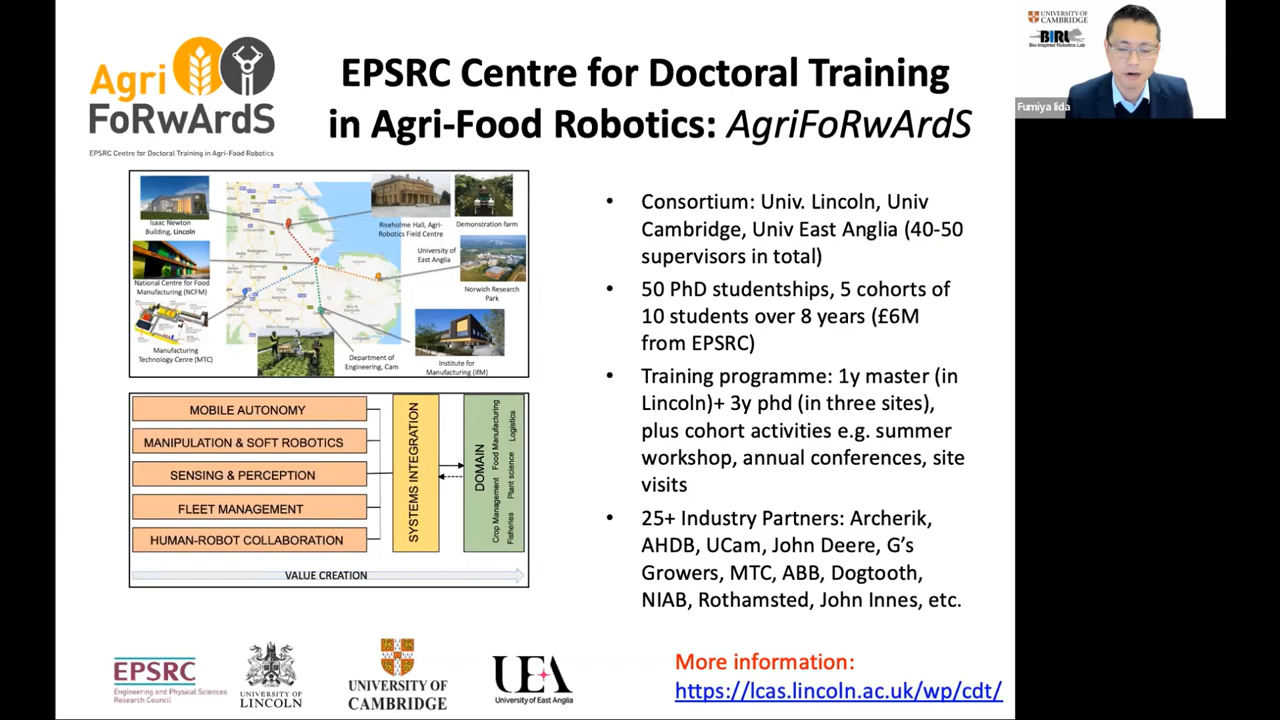 Agri
FoRwArdS
EPSRC Centre for Doctoral Training in Agri-Food Robotics
EPSRC Centre for Doctoral Training
in Agri-Food Robotics: AgriFoRwArdS
UNIVERSITY OF
CAMBRIDGE
BIRL
Bio-Inspired Robotics Lab
Fumiya Iida
Isaac Newton
Building, Lincoln
Riseholme Hall, Agri-
Robotics Field Centre
Demonstration farm
University of
East Anglia
National Centre for Food
Manufacturing (NCFM)
Norwich Research
Park
Manufacturing
Technology Cenre (MTC)
Department of
Engineering, Cam
Institute for
Manufacturing (IfM)
MOBILE AUTONOMY
MANIPULATION & SOFT ROBOTICS
SENSING & PERCEPTION
FLEET MANAGEMENT
HUMAN-ROBOT COLLABORATION
SYSTEMS INTEGRATION
DOMAIN
Crop Management Food Manufacturing
Fisheries Plant science Logistics
VALUE CREATION
• Consortium: Univ. Lincoln, Univ
Cambridge, Univ East Anglia (40-50
supervisors in total)
• 50 PhD studentships, 5 cohorts of
10 students over 8 years (£6M
from EPSRC)
• Training programme: 1y master (in
Lincoln)+ 3y phd (in three sites),
plus cohort activities e.g. summer
workshop, annual conferences, site
visits
• 25+ Industry Partners: Archerik,
AHDB, UCam, John Deere, G's
Growers, MTC, ABB, Dogtooth,
NIAB, Rothamsted, John Innes, etc.
EPSRC
Engineering and Physical Sciences
Research Council
UNIVERSITY OF
LINCOLN
UNIVERSITY OF
CAMBRIDGE
UEA
University of East Anglia
More information:
https://lcas.lincoln.ac.uk/wp/cdt/